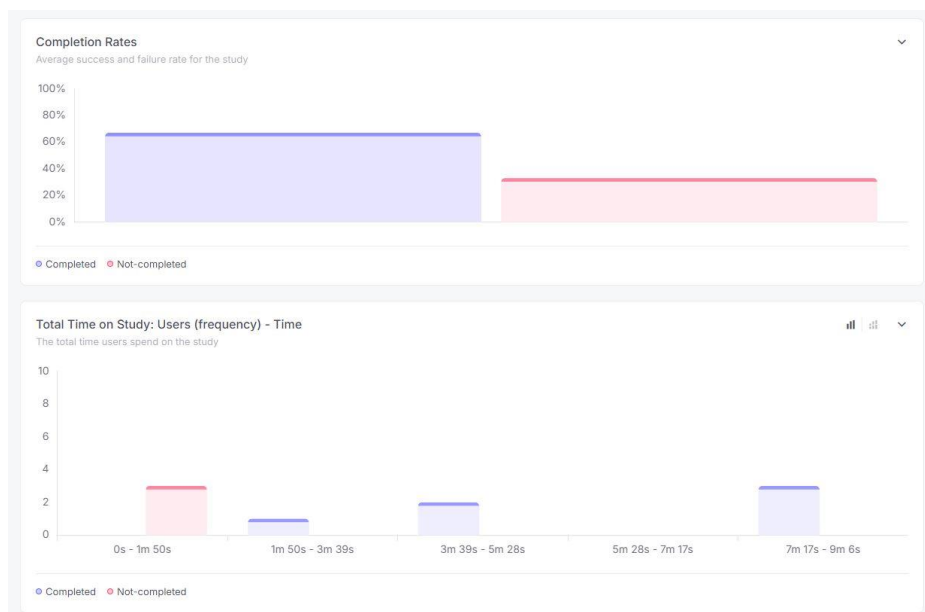 Completion Rates
Average success and failure rate for the study
100%
80%
60%
40%
20%
0%
Completed Not-completed
Total Time on Study: Users (frequency) - Time
The total time users spend on the study
10
8
6
4
2
0
0s - 1m 50s 1m 50s - 3m 39s 3m 39s - 5m 28s 5m 28s - 7m 17s 7m 17s - 9m 6s
Completed Not-completed